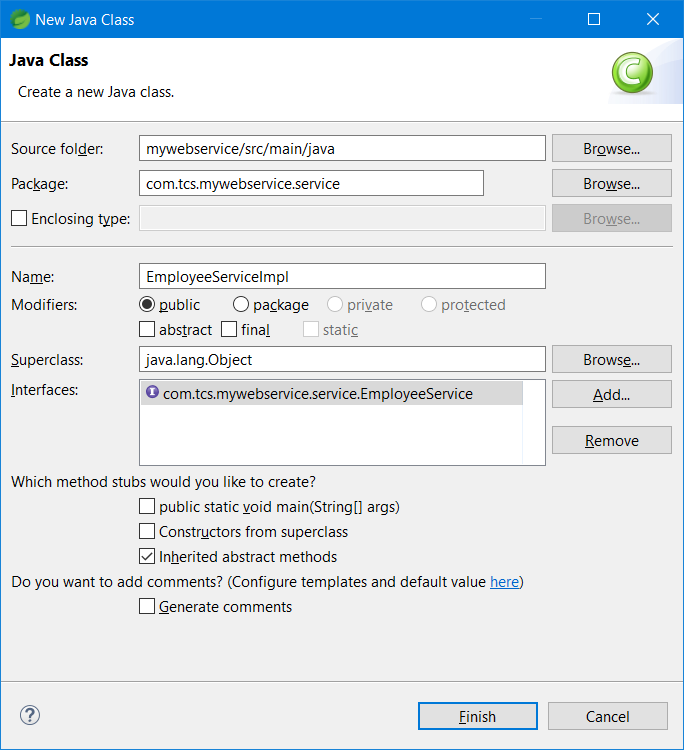 New Java Class
Java Class
Create a new Java class.
C
Source folder: mywebservice/src/main/java Browse...
Package: com.tcs.mywebservice.service Browse...
Enclosing type: Browse...
Name: EmployeeServiceImpl
Modifiers: public package private protected
abstract final static
Superclass: java.lang.Object Browse...
Interfaces: I com.tcs.mywebservice.service.EmployeeService Add...
Remove
Which method stubs would you like to create?
public static void main(String[] args)
Constructors from superclass
Inherited abstract methods
Do you want to add comments? (Configure templates and default value here)
Generate comments
? Finish Cancel